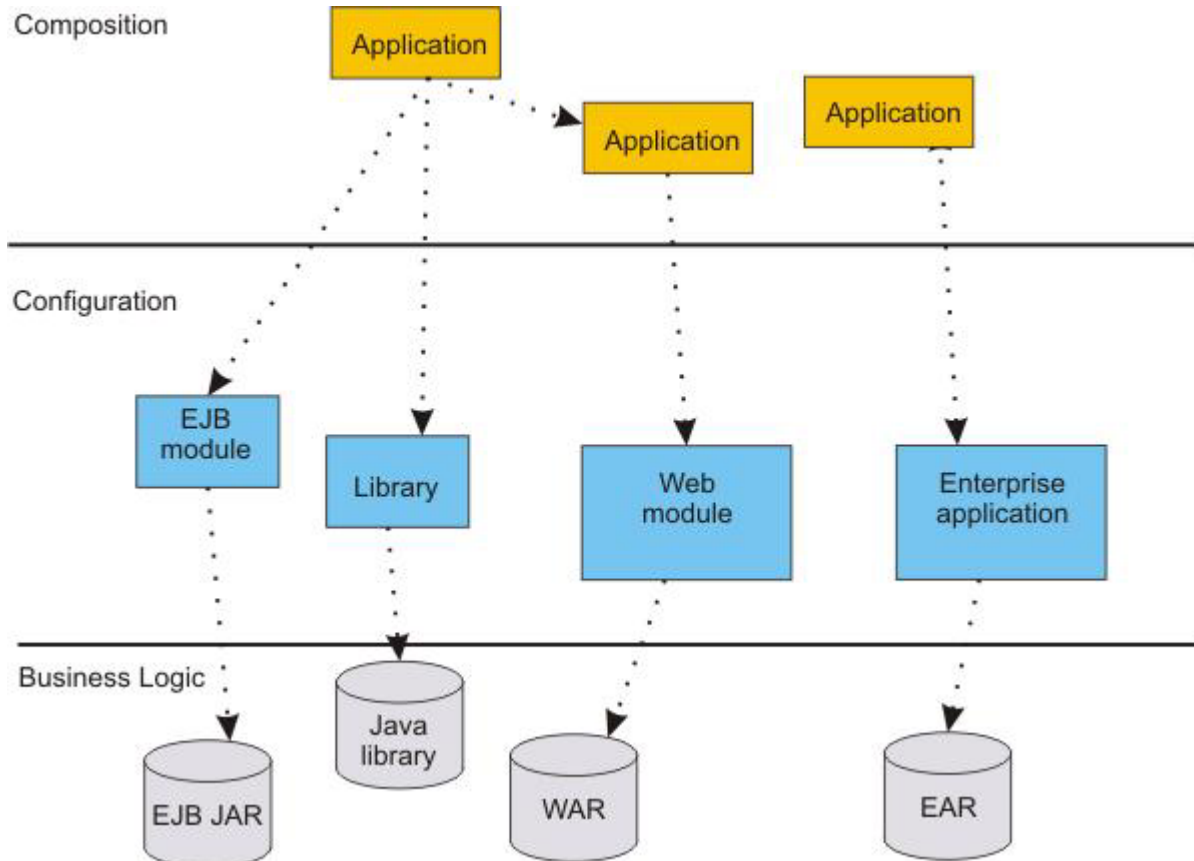 Composition
Application
Application
Application
Configuration
EJB
module
Library
Web
module
Enterprise
application
Business Logic
Java
library
EJB JAR
WAR
EAR